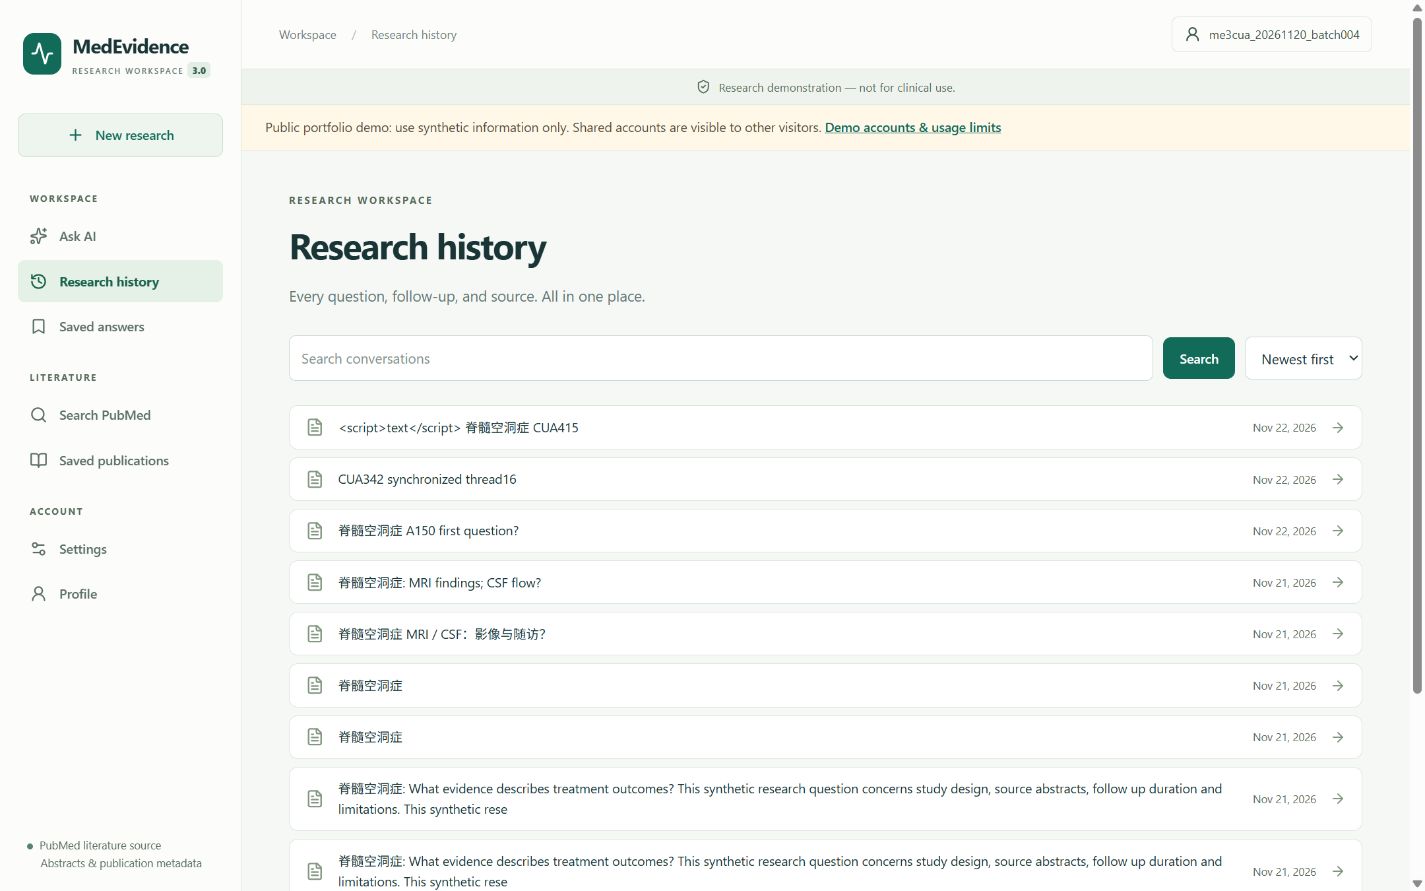 MedEvidence
RESEARCH WORKSPACE 3.0
New research
WORKSPACE
Ask AI
Research history
Saved answers
LITERATURE
Search PubMed
Saved publications
ACCOUNT
Settings
Profile
PubMed literature source
Abstracts & publication metadata
Workspace / Research history
me3cua_20261120_batch004
Research demonstration — not for clinical use.
Public portfolio demo: use synthetic information only. Shared accounts are visible to other visitors. Demo accounts & usage limits
RESEARCH WORKSPACE
Research history
Every question, follow-up, and source. All in one place.
Search conversations
Search
Newest first
<script>text</script> 脊髓空洞症 CUA415
Nov 22, 2026
CUA342 synchronized thread16
Nov 22, 2026
脊髓空洞症 A150 first question?
Nov 22, 2026
脊髓空洞症: MRI findings; CSF flow?
Nov 21, 2026
脊髓空洞症 MRI / CSF：影像与随访？
Nov 21, 2026
脊髓空洞症
Nov 21, 2026
脊髓空洞症
Nov 21, 2026
脊髓空洞症: What evidence describes treatment outcomes? This synthetic research question concerns study design, source abstracts, follow up duration and
limitations. This synthetic rese
Nov 21, 2026
脊髓空洞症: What evidence describes treatment outcomes? This synthetic research question concerns study design, source abstracts, follow up duration and
limitations. This synthetic rese
Nov 21, 2026